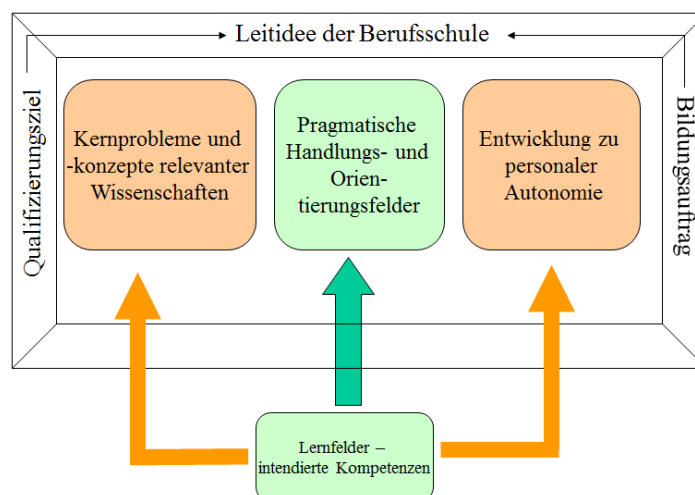 Leitidee der Berufsschule
Qualifizierungsziel
Kernprobleme und
-konzepte relevanter
Wissenschaften
Pragmatische
Handlungs- und
Orien-
tierungsfelder
Entwicklung zu
personaler
Autonomie
Bildungsauftrag
Lernfelder –
intendierte Kompetenzen